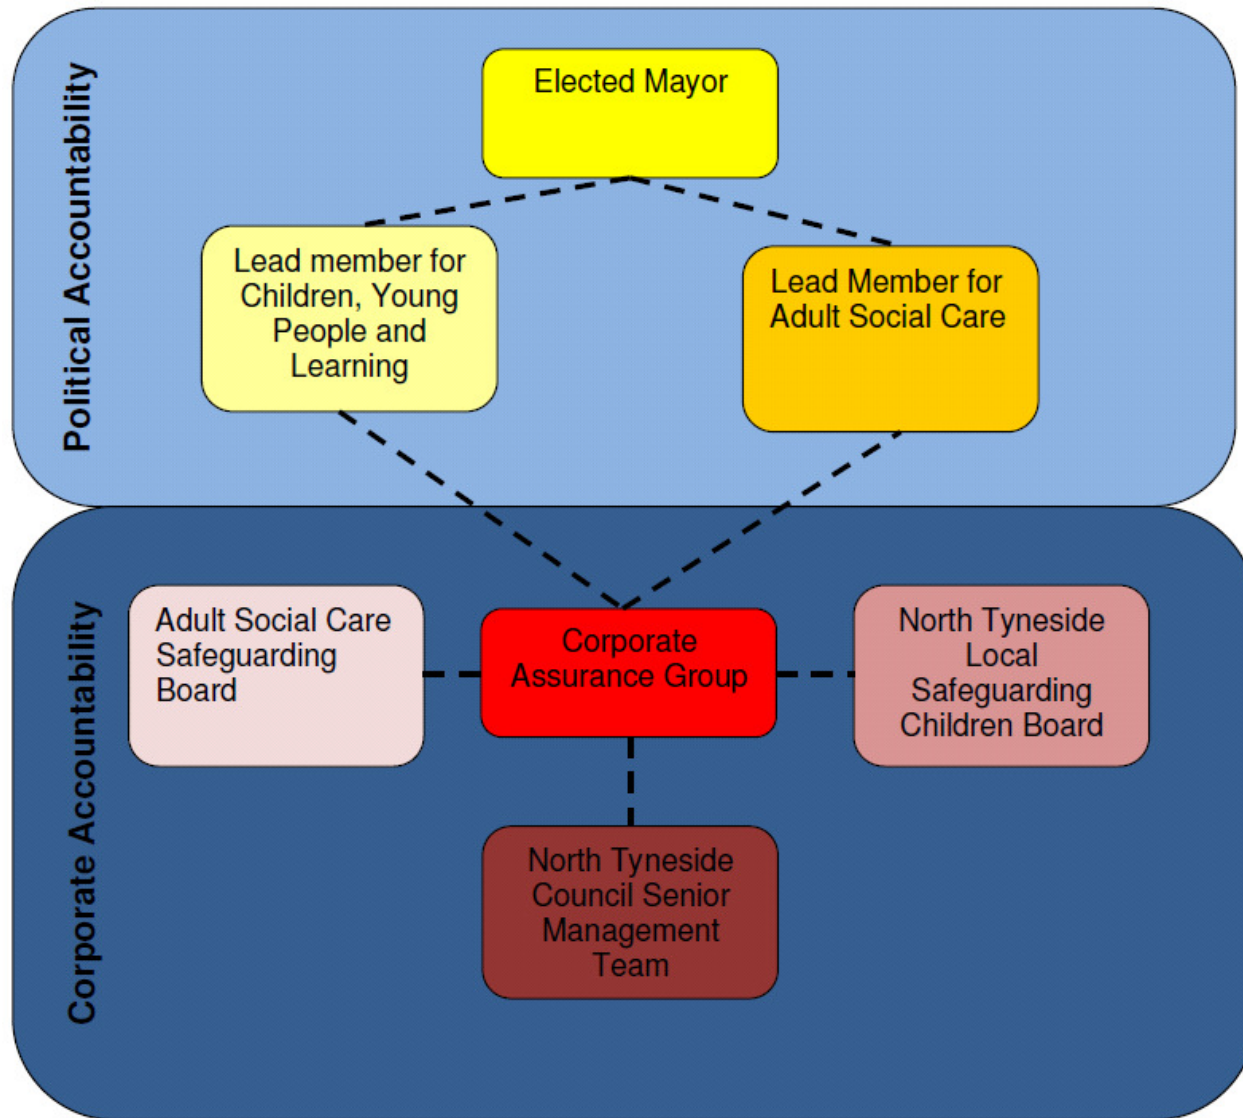 Political Accountability
Elected Mayor
Lead member for
Children, Young
People and
Learning
Lead Member for
Adult Social Care
Corporate Accountability
Adult Social Care
Safeguarding
Board
Corporate
Assurance Group
North Tyneside
Local
Safeguarding
Children Board
North Tyneside
Council Senior
Management
Team